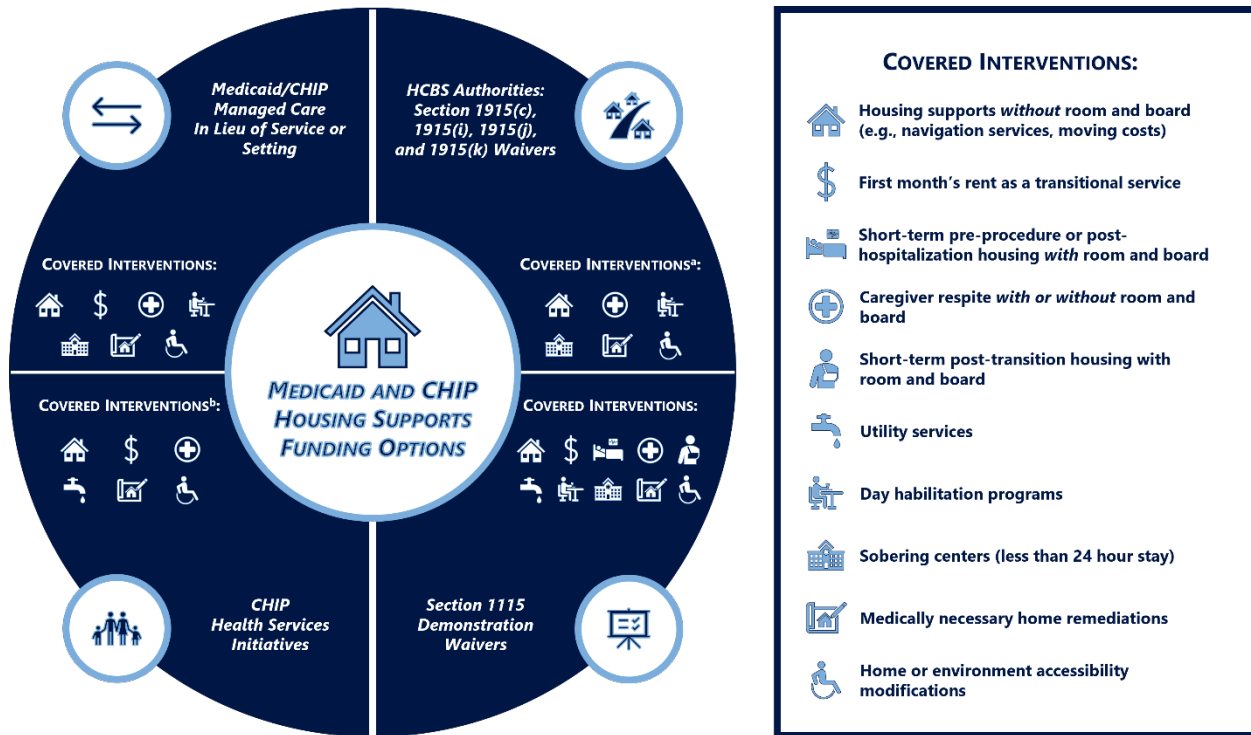 Medicaid/CHIP
Managed Care
In Lieu of Service or
Setting
HCBS Authorities:
Section 1915(c),
1915(i), 1915(j),
and 1915(k) Waivers
COVERED INTERVENTIONS:
COVERED INTERVENTIONSᵃ:
MEDICAID AND CHIP
HOUSING SUPPORTS
FUNDING OPTIONS
COVERED INTERVENTIONSᵇ:
COVERED INTERVENTIONS:
CHIP
Health Services
Initiatives
Section 1115
Demonstration
Waivers
COVERED INTERVENTIONS:
Housing supports without room and board
(e.g., navigation services, moving costs)
First month’s rent as a transitional service
Short-term pre-procedure or post-
hospitalization housing with room and board
Caregiver respite with or without room and
board
Short-term post-transition housing with
room and board
Utility services
Day habilitation programs
Sobering centers (less than 24 hour stay)
Medically necessary home remediations
Home or environment accessibility
modifications